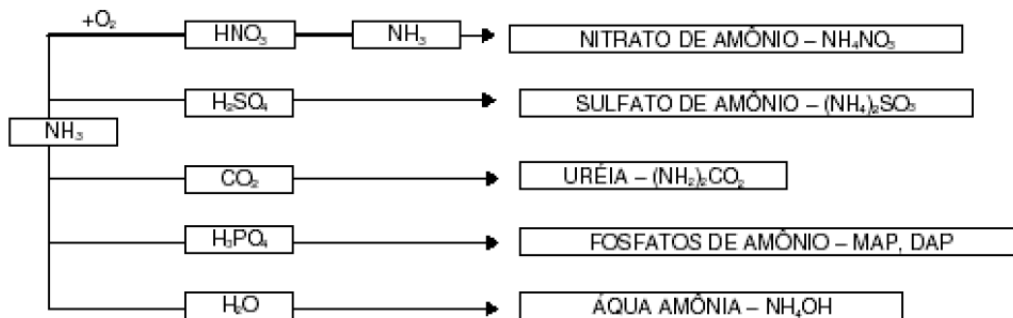 +O₂
HNO₃ NH₃ NITRATO DE AMÔNIO – NH₄NO₃
H₂SO₄ SULFATO DE AMÔNIO – (NH₄)₂SO₃
NH₃
CO₂ URÉIA – (NH₂)₂CO₂
H₃PO₄ FOSFATOS DE AMÔNIO – MAP, DAP
H₂O ÁQUA AMÔNIA – NH₄OH